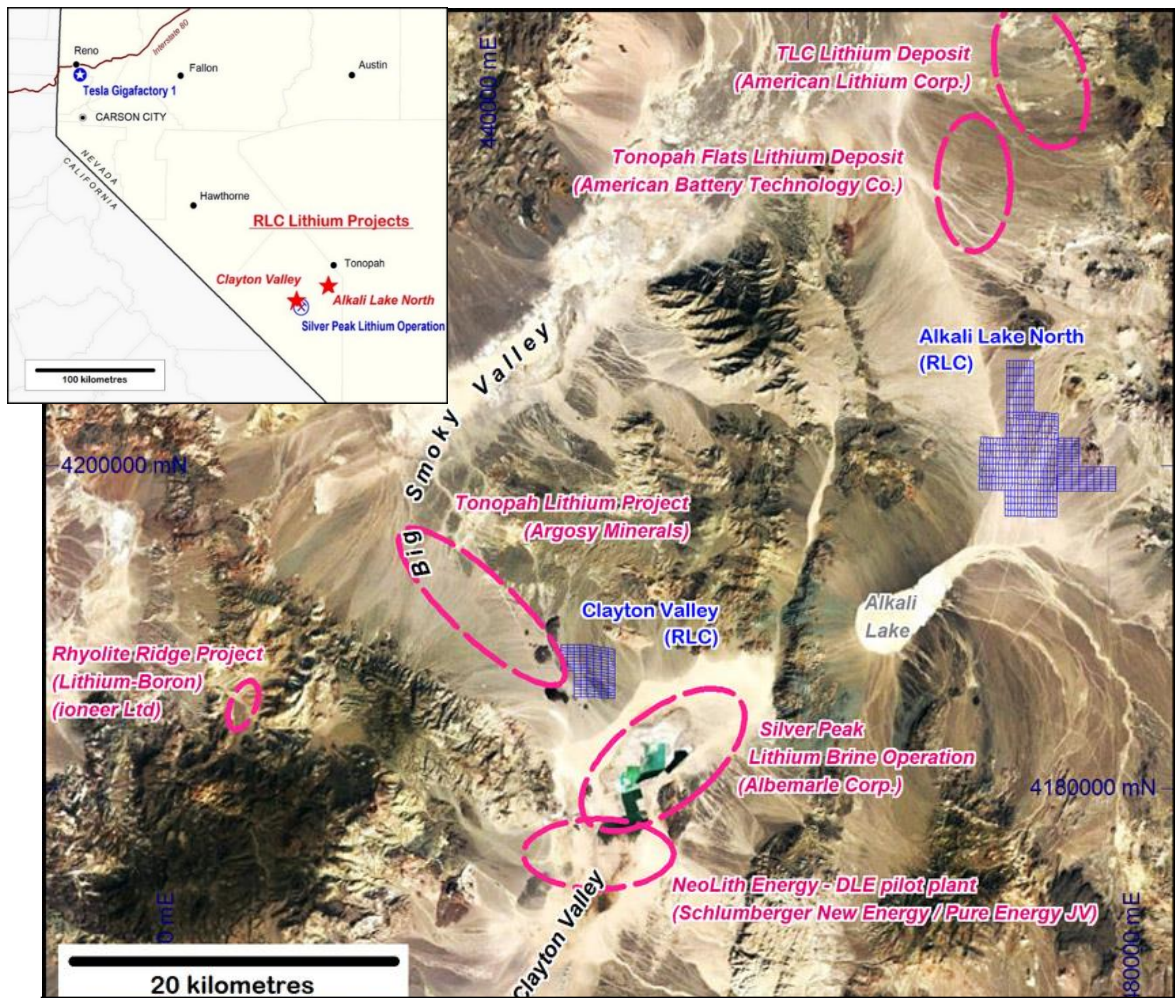 Interstate 80
Reno
Fallon
Austin
Tesla Gigafactory 1
CARSON CITY
NEVADA
CALIFORNIA
Hawthorne
RLC Lithium Projects
Tonopah
Clayton Valley
Alkali Lake North
Silver Peak Lithium Operation
100 kilometres
440000 mE
TLC Lithium Deposit
(American Lithium Corp.)
Tonopah Flats Lithium Deposit
(American Battery Technology Co.)
Big Smoky Valley
Alkali Lake North
(RLC)
4200000 mN
Tonopah Lithium Project
(Argosy Minerals)
Clayton Valley
(RLC)
Alkali
Lake
Rhyolite Ridge Project
(Lithium-Boron)
(ioneer Ltd)
Silver Peak
Lithium Brine Operation
(Albemarle Corp.)
4180000 mN
NeoLith Energy - DLE pilot plant
(Schlumberger New Energy / Pure Energy JV)
Clayton Valley
0 mE
80000 mE
20 kilometres